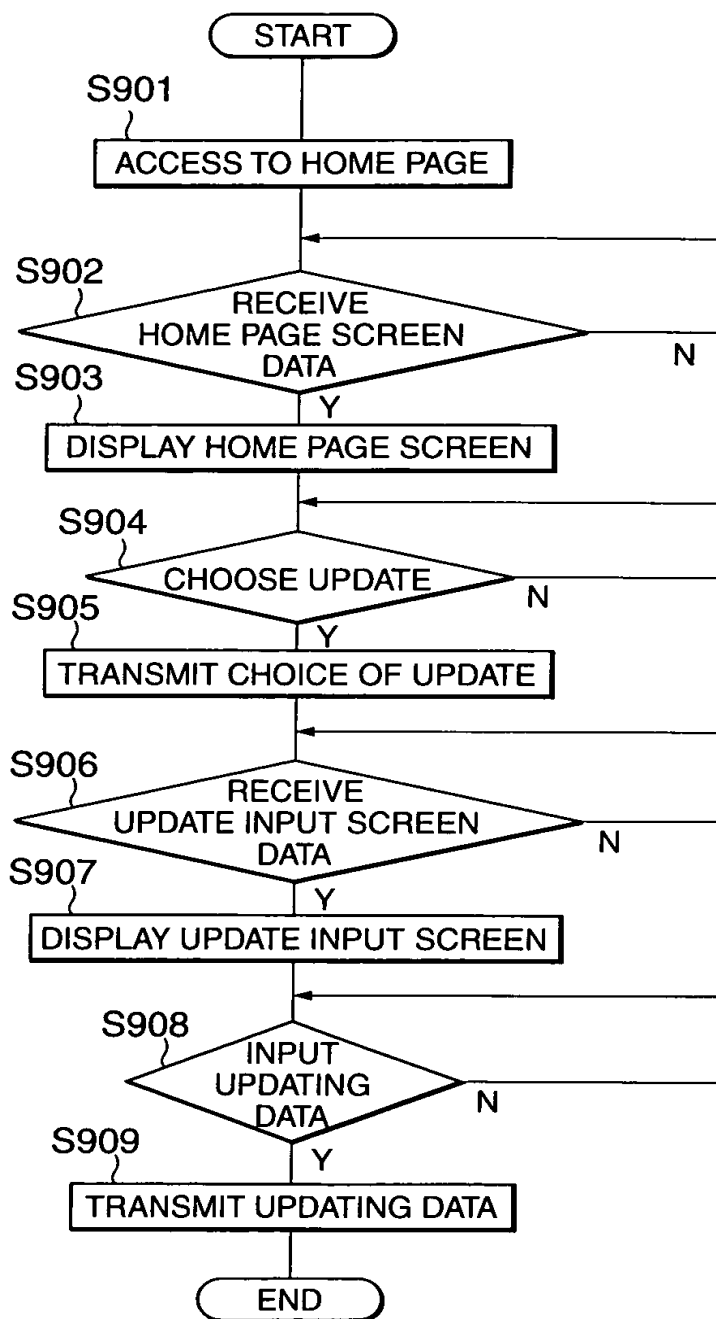 START
S901
ACCESS TO HOME PAGE
S902
RECEIVE
HOME PAGE SCREEN
DATA
N
S903
Y
DISPLAY HOME PAGE SCREEN
S904
CHOOSE UPDATE
N
S905
Y
TRANSMIT CHOICE OF UPDATE
S906
RECEIVE
UPDATE INPUT SCREEN
DATA
N
S907
Y
DISPLAY UPDATE INPUT SCREEN
S908
INPUT
UPDATING
DATA
N
S909
Y
TRANSMIT UPDATING DATA
END